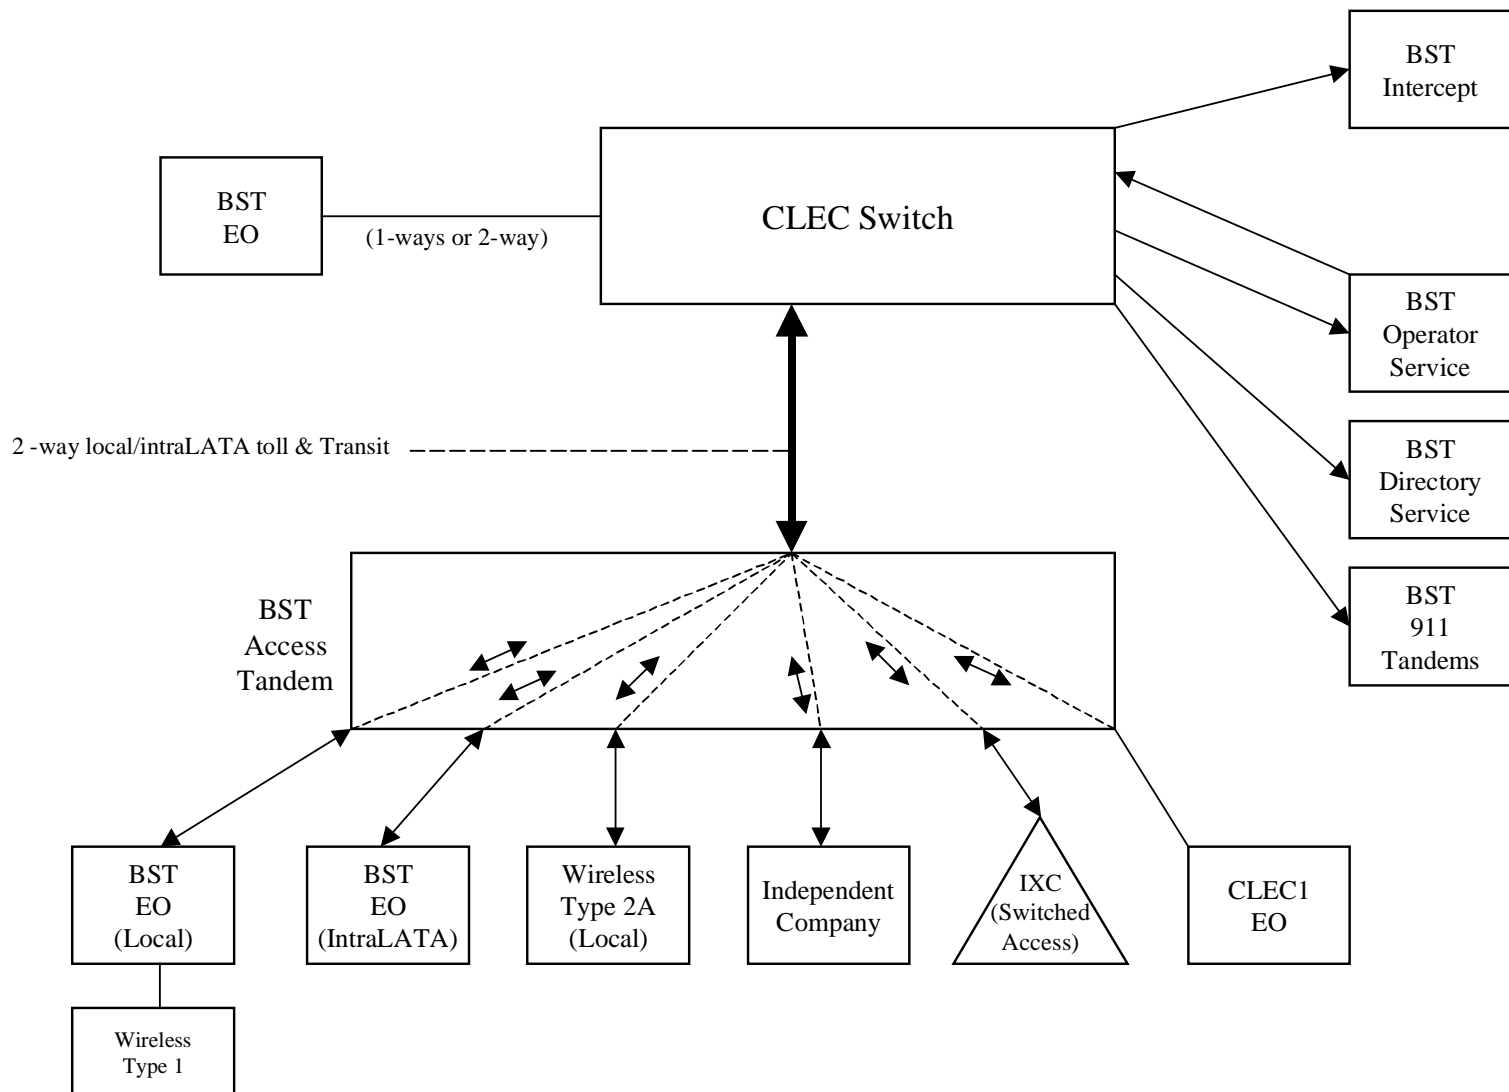 BST
Intercept
BST
EO
(1-ways or 2-way)
CLEC Switch
BST
Operator
Service
2 -way local/intraLATA toll & Transit
BST
Directory
Service
BST
Access
Tandem
BST
911
Tandems
BST
EO
(Local)
BST
EO
(IntraLATA)
Wireless
Type 2A
(Local)
Independent
Company
IXC
(Switched
Access)
CLEC1
EO
Wireless
Type 1